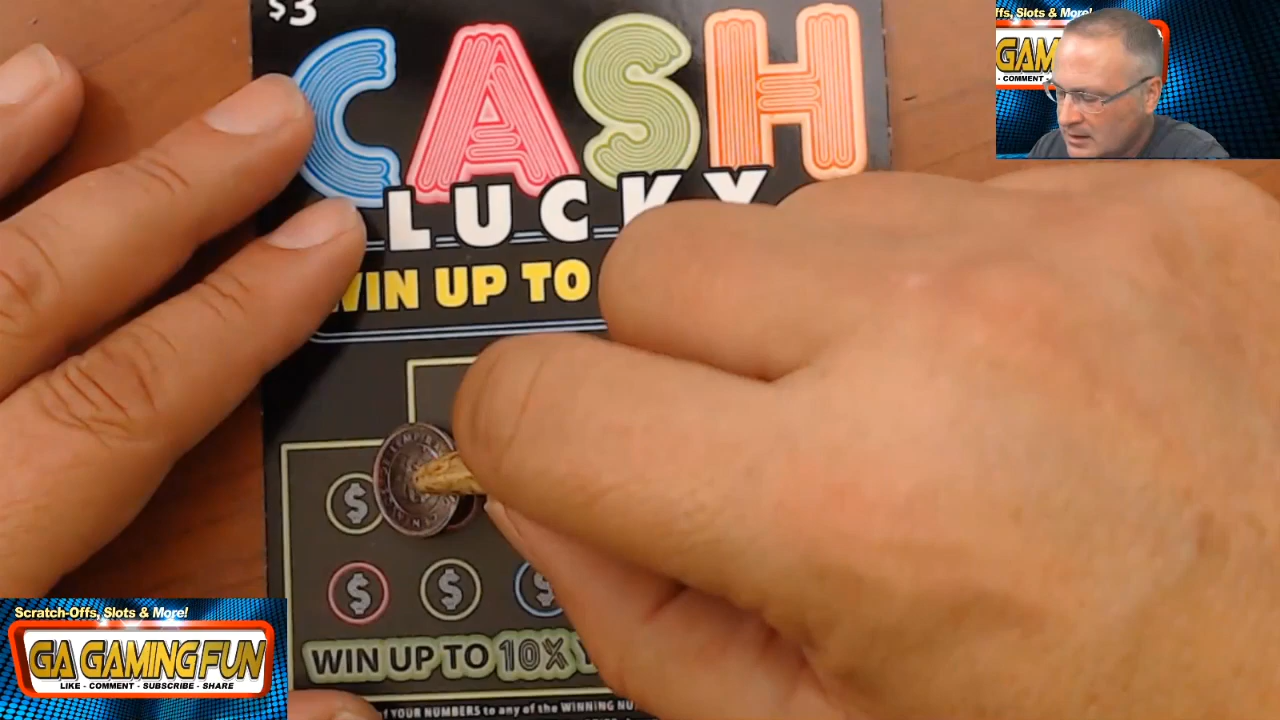 $3
CASH
LUCKY
WIN UP TO
$
$ $ $
WIN UP TO 10X
of YOUR NUMBERS to any of the WINNING NU
ffs, Slots & More!
GAM
- COMMENT -
Scratch-Offs, Slots & More!
GA GAMING FUN
LIKE - COMMENT - SUBSCRIBE - SHARE